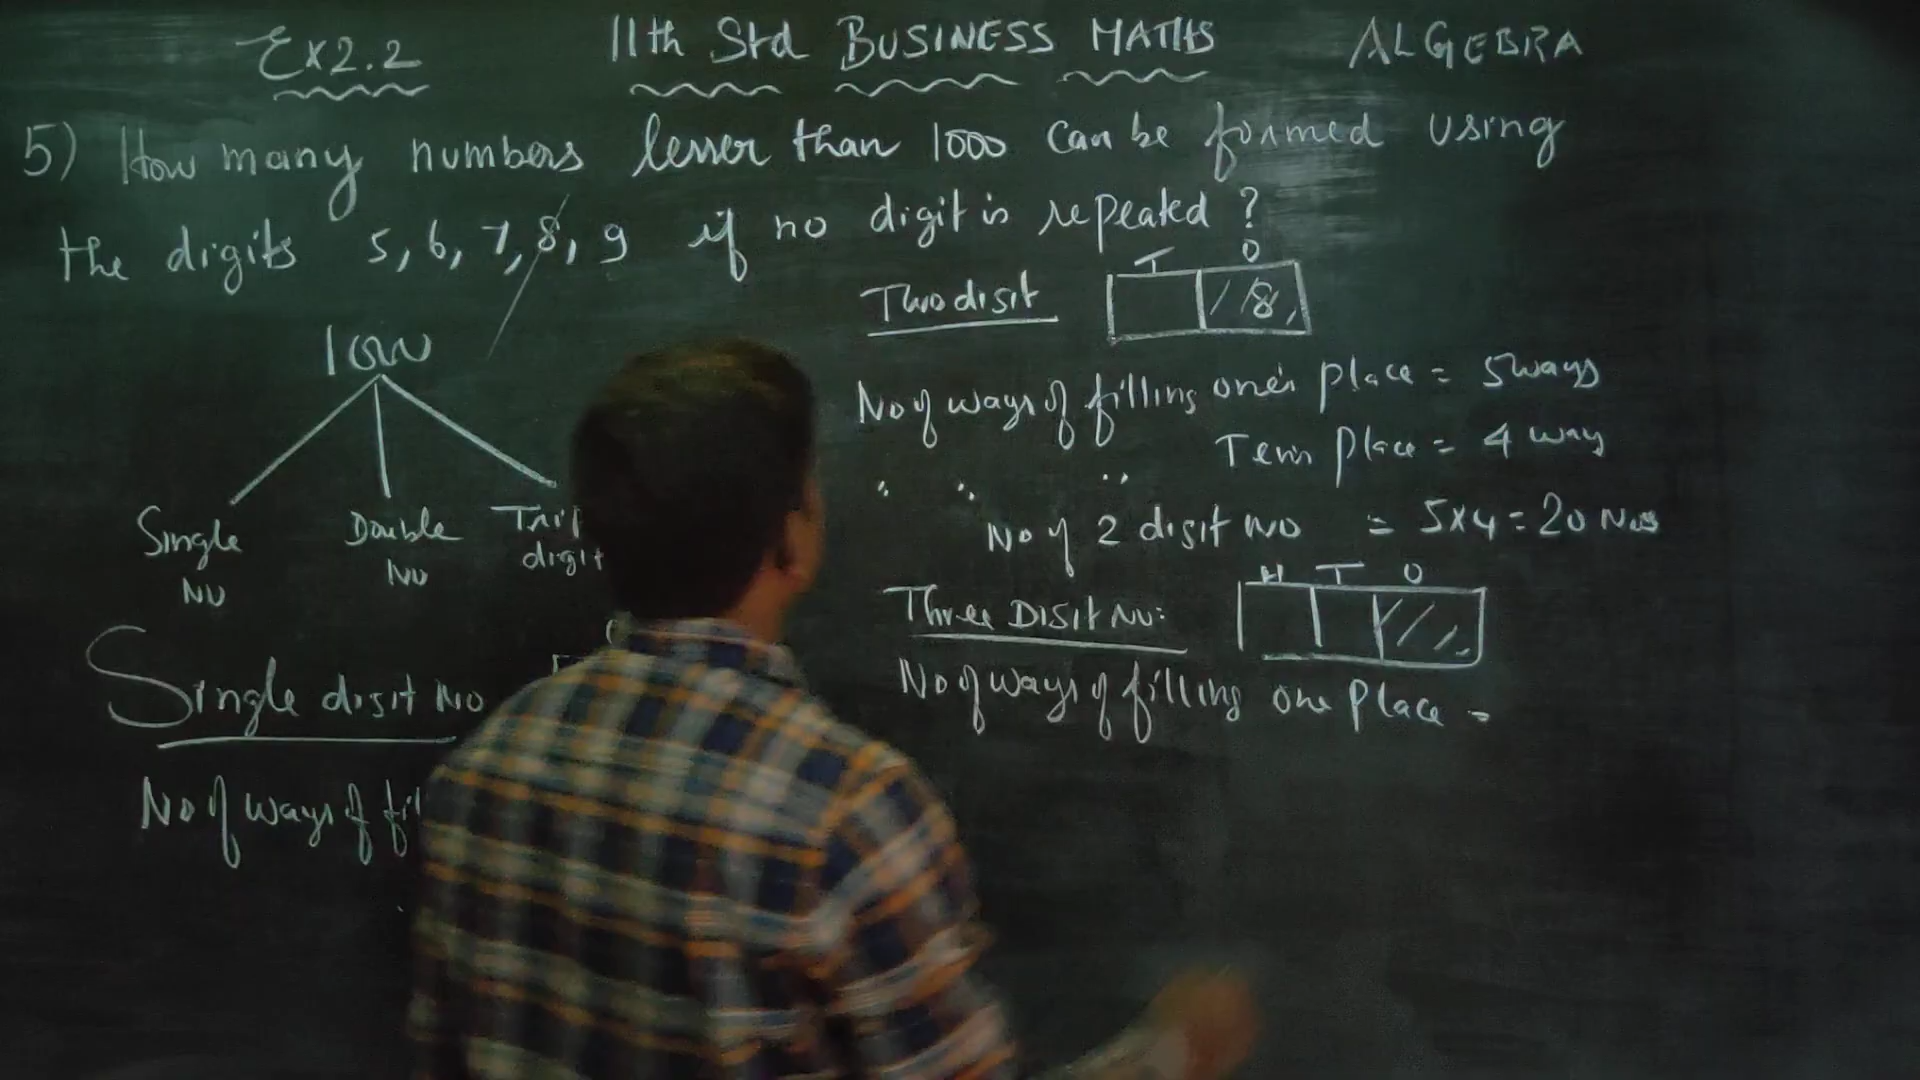 Ex2.2 11th Std BUSINESS MATHS ALGEBRA
5) How many numbers lesser than 1000 can be formed using
the digits 5, 6, 7, 8, 9 if no digit is repeated ?
1000
Single
NO
Double
NO
digit
Single digit NO
No of ways of
T O
Two digit
8
No of ways of filling one's place = 5 ways
" " " Ten's place = 4 way
No of 2 digit NO = 5x4 = 20 Nos
H T O
Three DIGIT NO:
No of ways of filling one place =